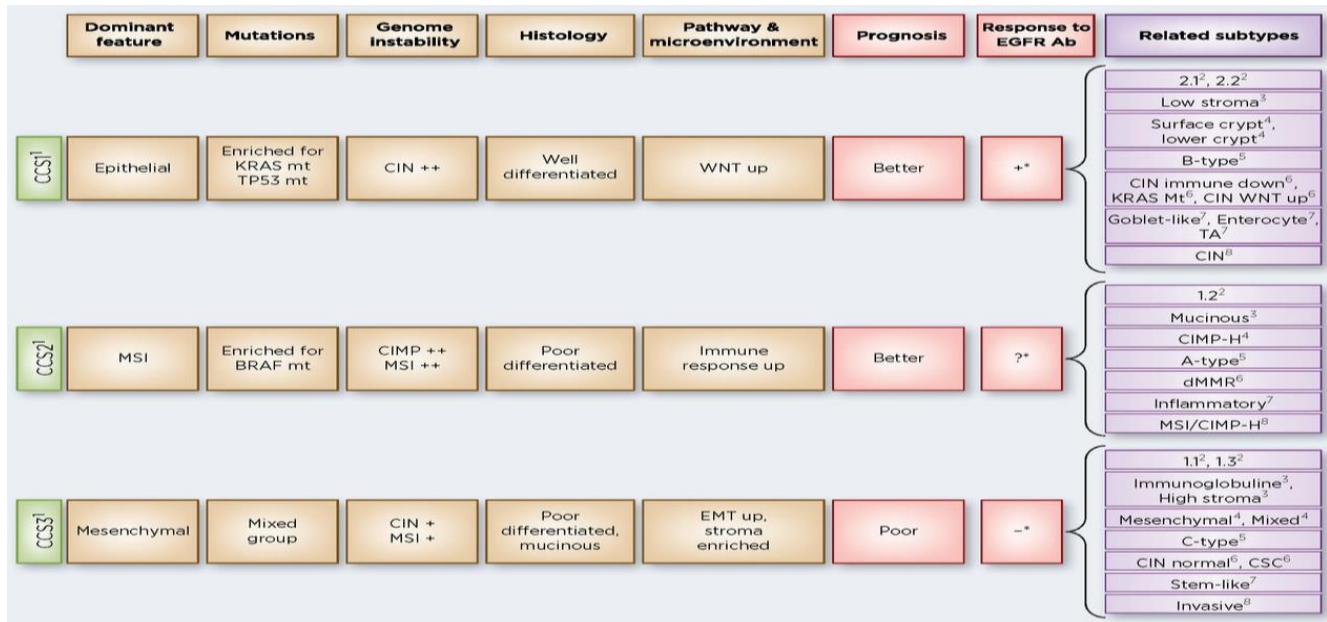 Dominant feature
Mutations
Genome instability
Histology
Pathway & microenvironment
Prognosis
Response to EGFR Ab
Related subtypes
CCS1¹
Epithelial
Enriched for
KRAS mt
TP53 mt
CIN ++
Well
differentiated
WNT up
Better
+*
2.1², 2.2²
Low stroma³
Surface crypt⁴,
lower crypt⁴
B-type⁵
CIN immune down⁶,
KRAS Mt⁶, CIN WNT up⁶
Goblet-like⁷, Enterocyte⁷,
TA⁷
CIN⁸
CCS2¹
MSI
Enriched for
BRAF mt
CIMP ++
MSI ++
Poor
differentiated
Immune
response up
Better
?*
1.2²
Mucinous³
CIMP-H⁴
A-type⁵
dMMR⁶
Inflammatory⁷
MSI/CIMP-H⁸
CCS3¹
Mesenchymal
Mixed
group
CIN +
MSI +
Poor
differentiated,
mucinous
EMT up,
stroma
enriched
Poor
–*
1.1², 1.3²
Immunoglobuline³,
High stroma³
Mesenchymal⁴, Mixed⁴
C-type⁵
CIN normal⁶, CSC⁶
Stem-like⁷
Invasive⁸